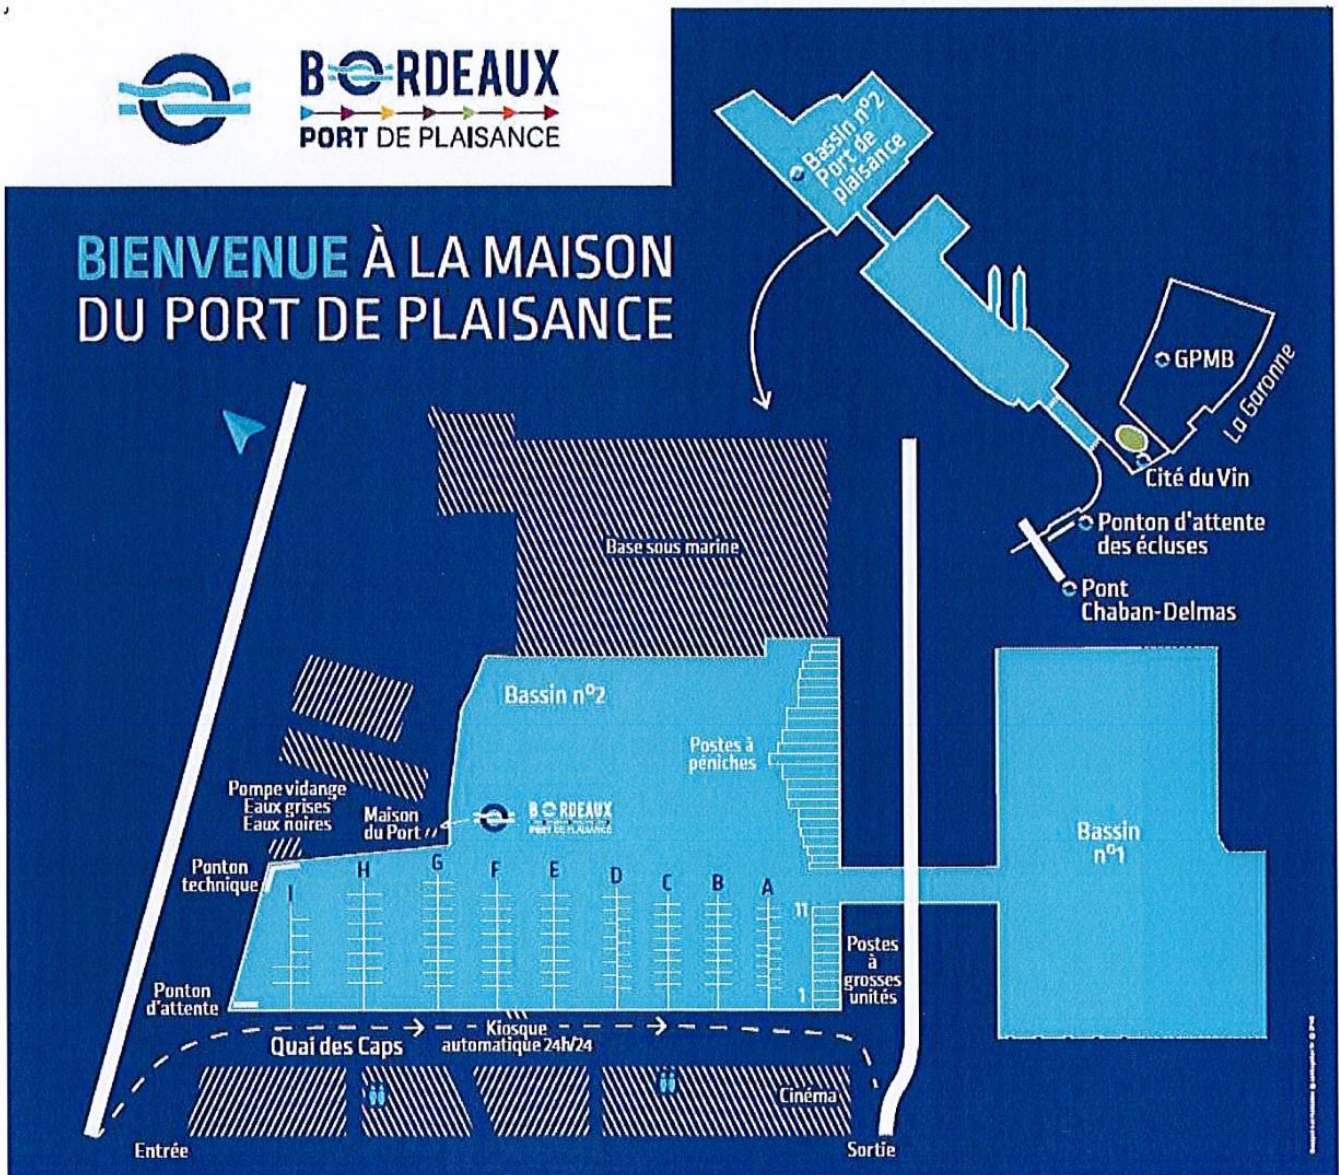 BORDEAUX
PORT DE PLAISANCE
BIENVENUE À LA MAISON
DU PORT DE PLAISANCE
Bassin nº2
Port de
plaisance
GPMB
La Garonne
Cité du Vin
Ponton d'attente
des écluses
Pont
Chaban-Delmas
Base sous marine
Bassin nº2
Postes à
péniches
Pompe vidange
Eaux grises
Eaux noires
Maison
du Port
BORDEAUX
PORT DE PLAISANCE
Bassin
nº1
Ponton
technique
I
H
G
F
E
D
C
B
A
11
1
Postes
à
grosses
unités
Ponton
d'attente
Kiosque
automatique 24h/24
Quai des Caps
Cinéma
Entrée
Sortie